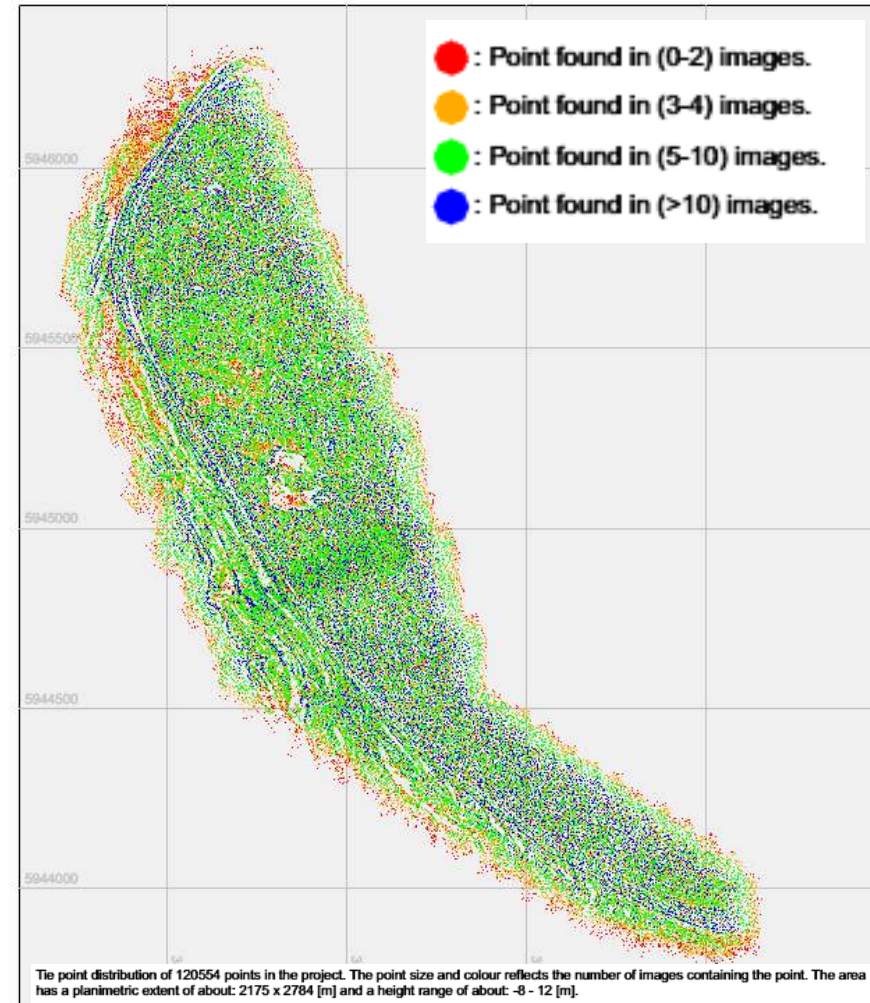 : Point found in (0-2) images.
: Point found in (3-4) images.
: Point found in (5-10) images.
: Point found in (>10) images.
5946000
5945500
5945000
5944500
5944000
Tie point distribution of 120554 points in the project. The point size and colour reflects the number of images containing the point. The area
has a planimetric extent of about: 2175 x 2784 [m] and a height range of about: -8 - 12 [m].